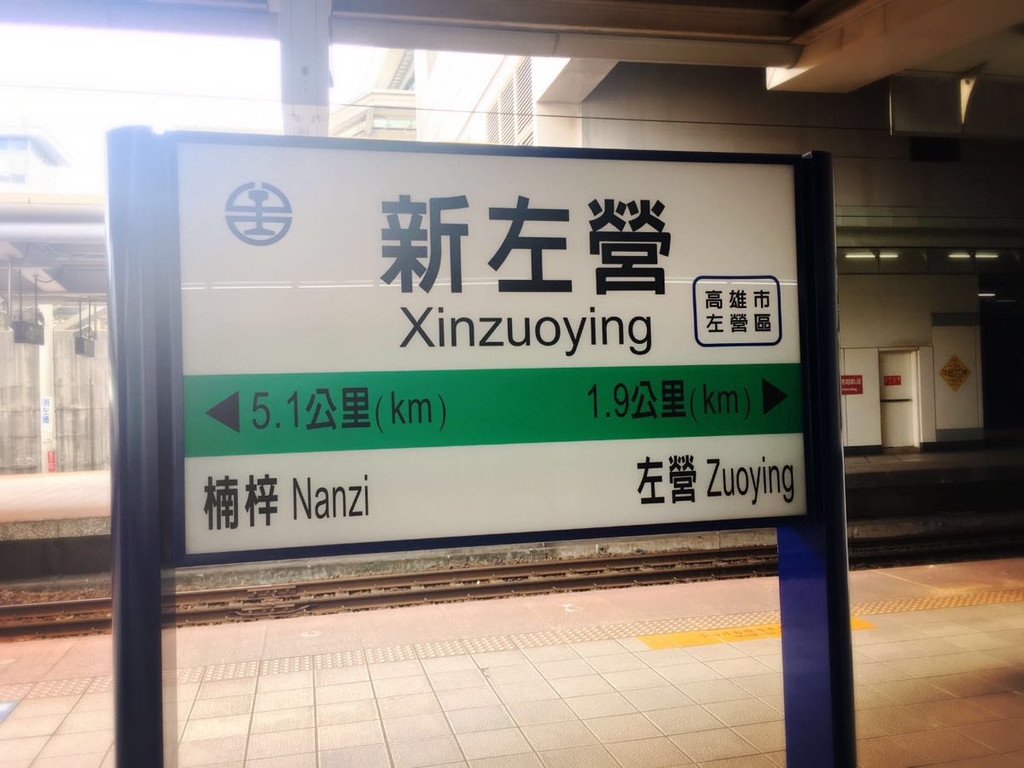 新左營
Xinzuoying
高雄市
左營區
5.1公里(km)
1.9公里(km)
楠梓 Nanzi
左營 Zuoying